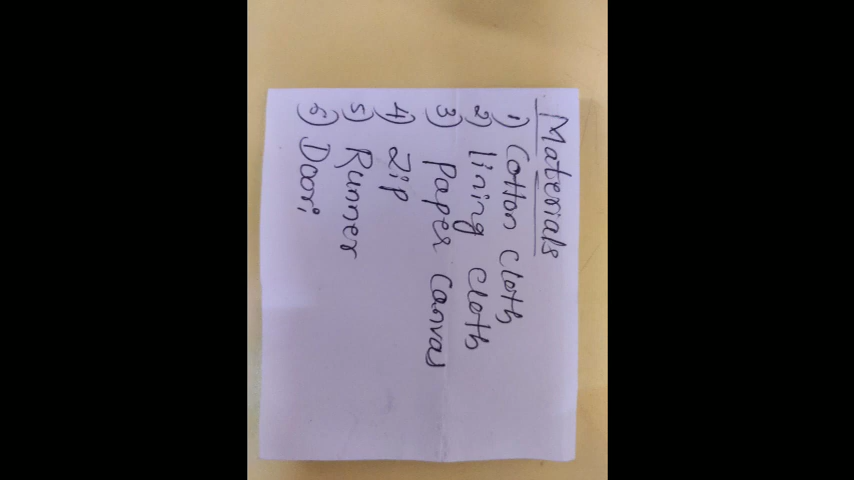 Materials
1) Cotton cloth
2) lining cloth
3) Paper Canvas
4) Zip
5) Runner
6) Doori